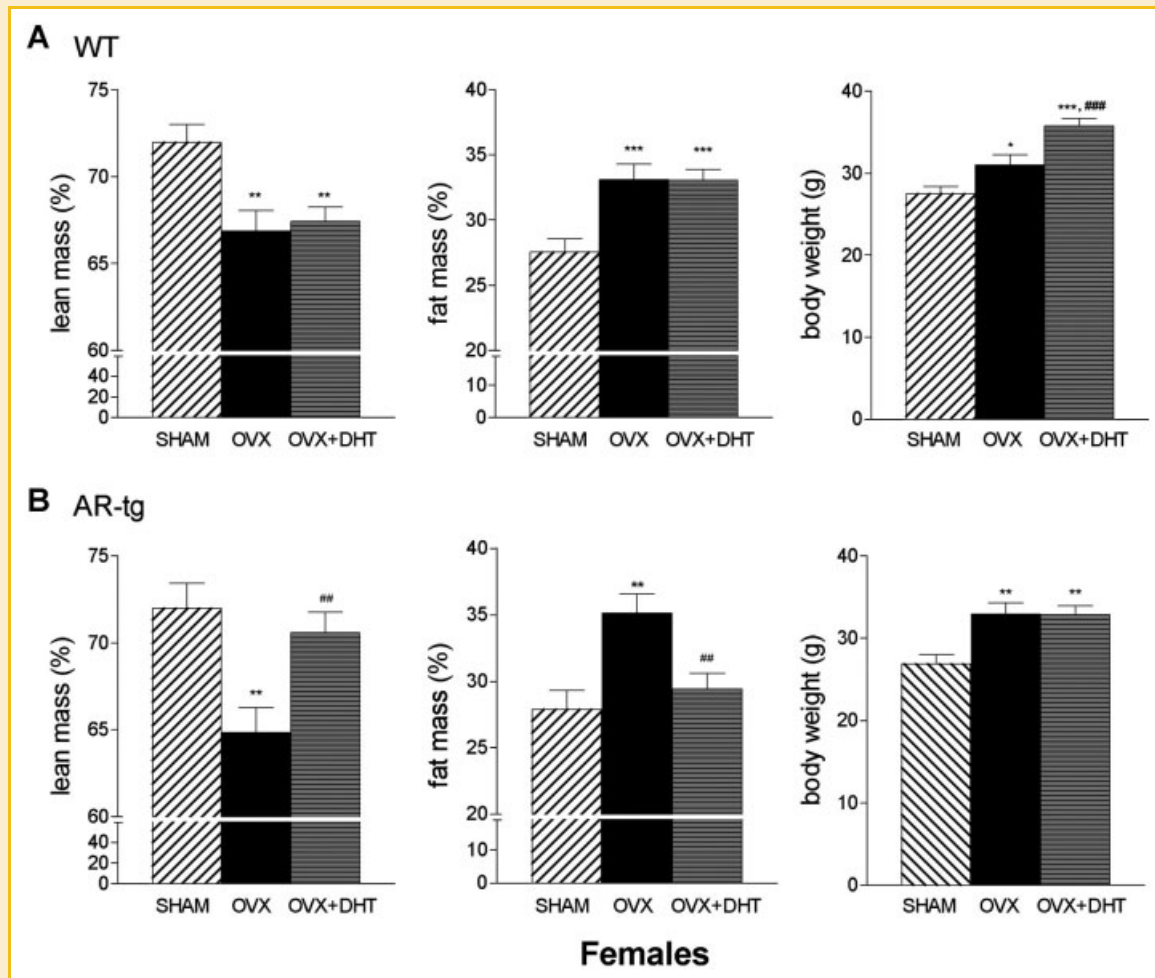 A WT
lean mass (%)
75
70
65
60
40
20
0
SHAM OVX OVX+DHT
** **
fat mass (%)
40
35
30
25
20
10
0
SHAM OVX OVX+DHT
*** ***
body weight (g)
40
30
20
10
0
SHAM OVX OVX+DHT
* ***, ###
B AR-tg
lean mass (%)
75
70
65
60
40
20
0
SHAM OVX OVX+DHT
** ##
fat mass (%)
40
35
30
25
20
10
0
SHAM OVX OVX+DHT
** ##
body weight (g)
40
30
20
10
0
SHAM OVX OVX+DHT
** **
Females